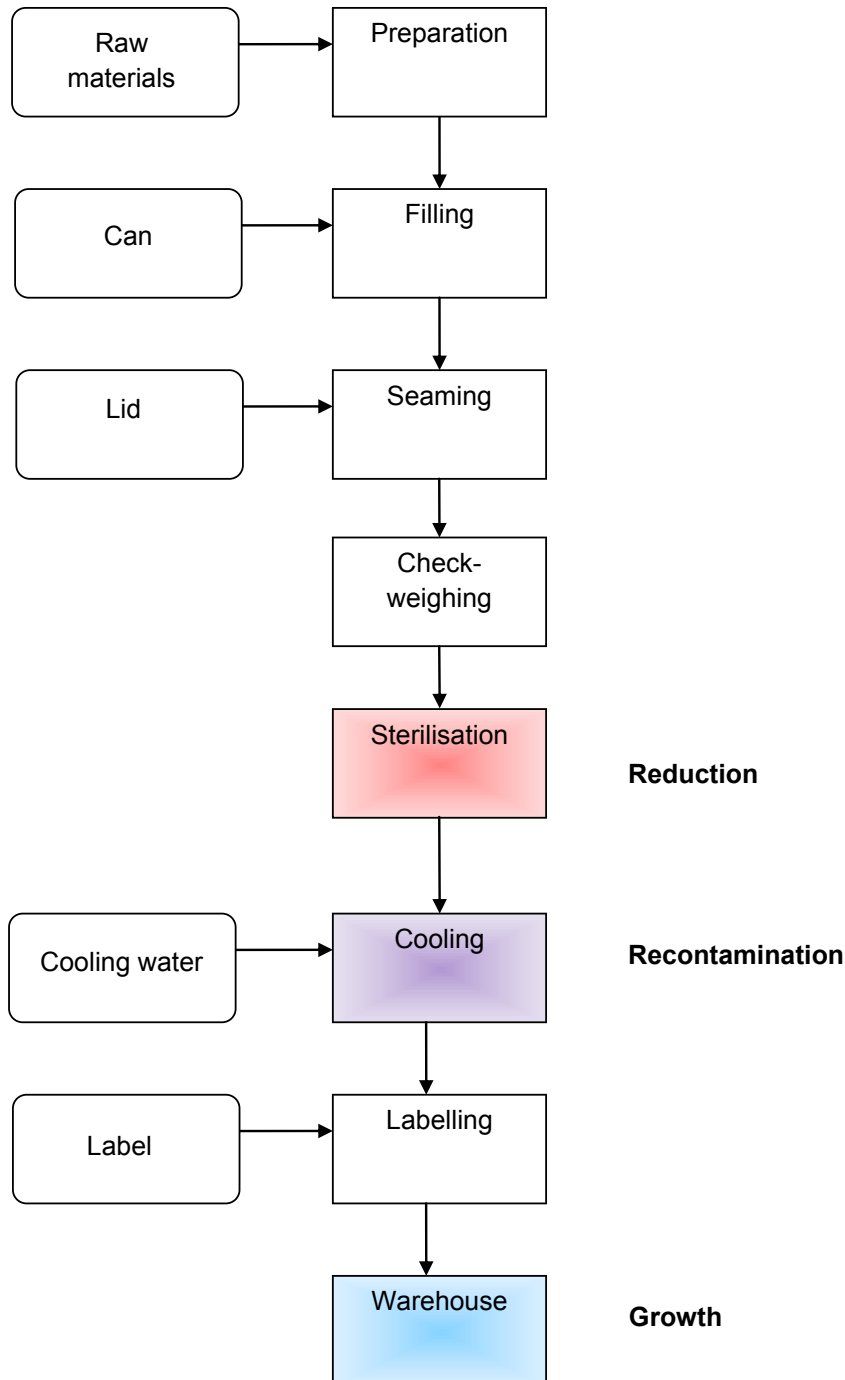 Raw
materials
Preparation
Can
Filling
Lid
Seaming
Check-
weighing
Sterilisation
Reduction
Cooling water
Cooling
Recontamination
Label
Labelling
Warehouse
Growth